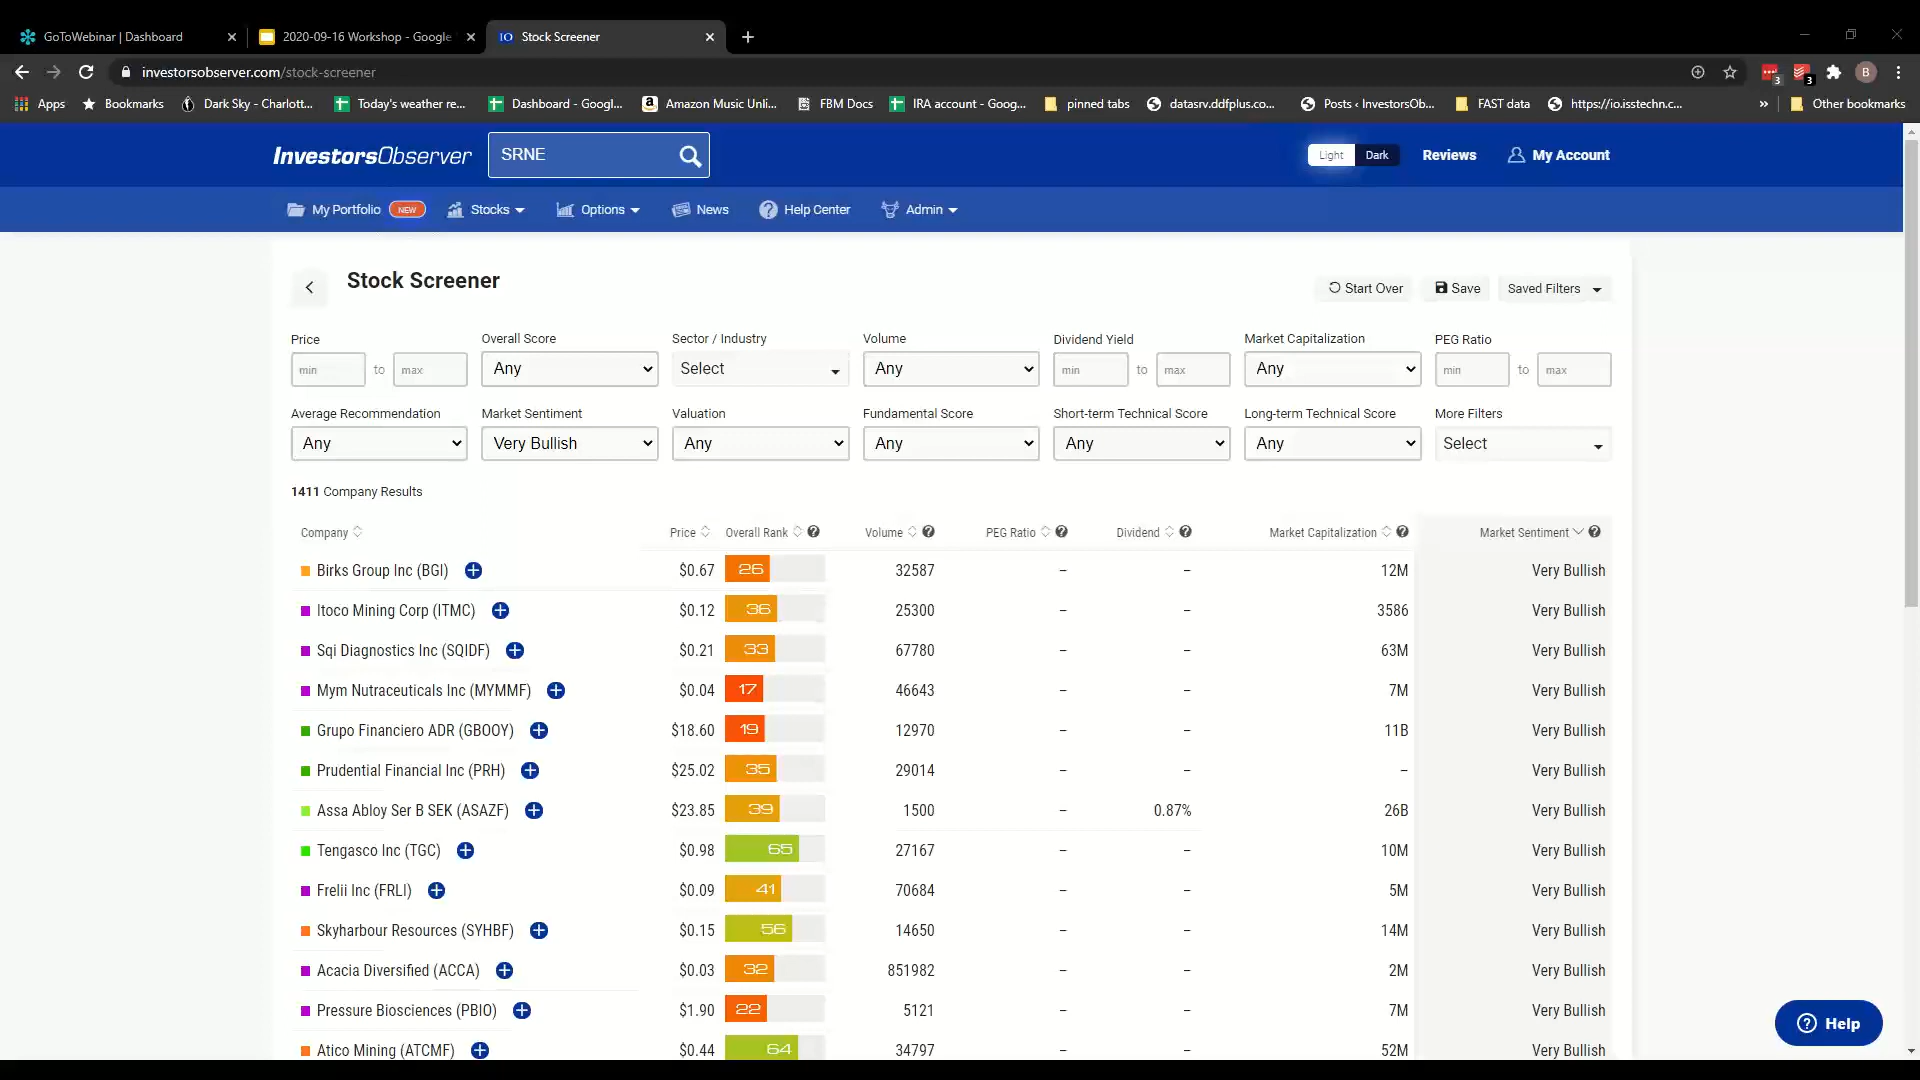 GoToWebinar | Dashboard
2020-09-16 Workshop - Google
IO Stock Screener
investorsobserver.com/stock-screener
3
3
B
Apps Bookmarks Dark Sky - Charlott... Today's weather re... Dashboard - Googl... Amazon Music Unli... FBM Docs IRA account - Goog... pinned tabs datasrv.ddfplus.co... Posts ‹ InvestorsOb... FAST data https://io.isstechn.c... » Other bookmarks
InvestorsObserver SRNE Light Dark Reviews My Account
My Portfolio NEW Stocks Options News Help Center Admin
Stock Screener
Start Over Save Saved Filters
Price Overall Score Sector / Industry Volume Dividend Yield Market Capitalization PEG Ratio
min to max Any Select Any min to max Any min to max
Average Recommendation Market Sentiment Valuation Fundamental Score Short-term Technical Score Long-term Technical Score More Filters
Any Very Bullish Any Any Any Any Select
1411 Company Results
Company Price Overall Rank Volume PEG Ratio Dividend Market Capitalization Market Sentiment
Birks Group Inc (BGI) $0.67 26 32587 – – 12M Very Bullish
Itoco Mining Corp (ITMC) $0.12 36 25300 – – 3586 Very Bullish
Sqi Diagnostics Inc (SQIDF) $0.21 33 67780 – – 63M Very Bullish
Mym Nutraceuticals Inc (MYMMF) $0.04 17 46643 – – 7M Very Bullish
Grupo Financiero ADR (GBOOY) $18.60 19 12970 – – 11B Very Bullish
Prudential Financial Inc (PRH) $25.02 35 29014 – – – Very Bullish
Assa Abloy Ser B SEK (ASAZF) $23.85 39 1500 – 0.87% 26B Very Bullish
Tengasco Inc (TGC) $0.98 65 27167 – – 10M Very Bullish
Frelii Inc (FRLI) $0.09 41 70684 – – 5M Very Bullish
Skyharbour Resources (SYHBF) $0.15 56 14650 – – 14M Very Bullish
Acacia Diversified (ACCA) $0.03 32 851982 – – 2M Very Bullish
Pressure Biosciences (PBIO) $1.90 22 5121 – – 7M Very Bullish
Atico Mining (ATCMF) $0.44 64 34797 – – 52M Very Bullish
Help